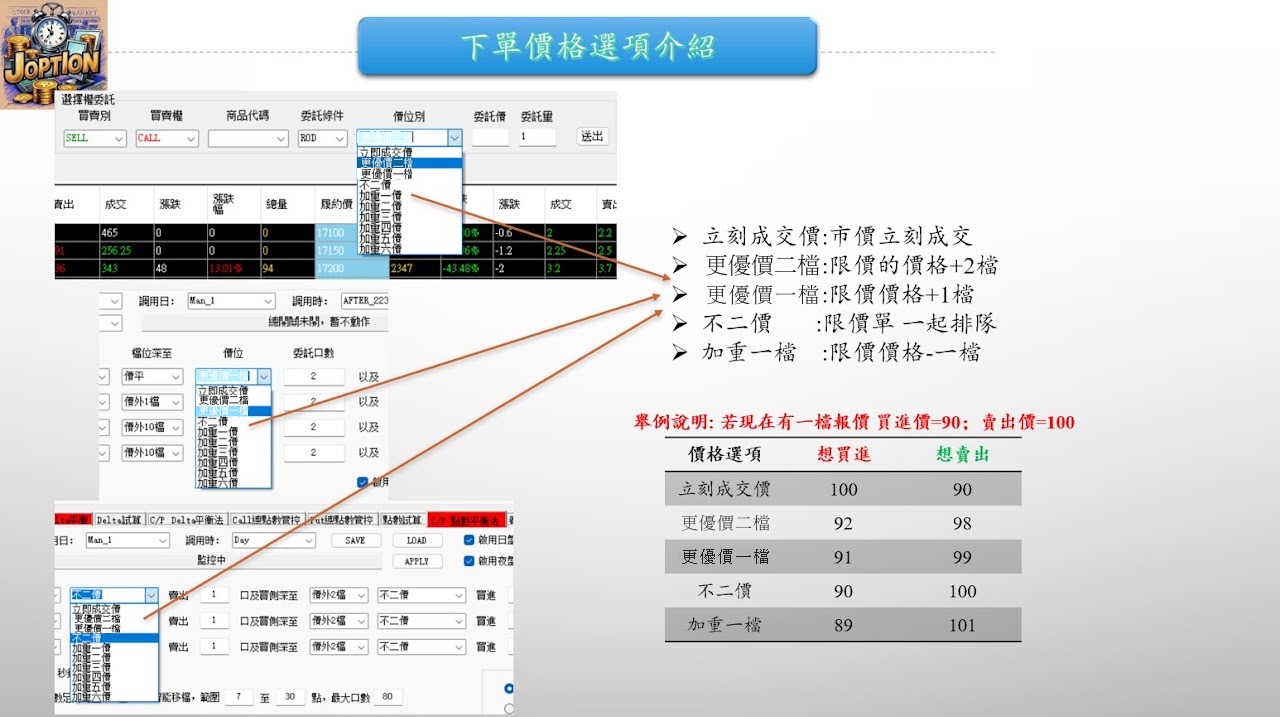 JOPTION
下單價格選項介紹
選擇權委託
買賣別 買賣權 商品代碼 委託條件 價位別 委託價 委託量
SELL CALL ROD 1 送出
立即成交價
更優價二檔
更優價一檔
不二價
加重一價
加重二價
加重三價
加重四價
加重五價
加重六價
賣出 成交 漲跌 漲跌幅 總量 履約價 漲跌 成交
465 0 0 0 17100 -0.6 2 2.2
91 256.25 0 0 0 17150 -1.2 2.25 2.5
36 343 48 13.01% 94 17200 2347 -43.48% -2 3.2 3.7
調用日: Man_1 調用時: AFTER_223
總開關未開，暫不動作
檔位深至 價位 委託口數
價平 更優價一檔 2 以及
價外1檔 2 以及
價外10檔 2 以及
價外10檔 2 以及
立即成交價
更優價二檔
更優價一檔
不二價
加重一價
加重二價
加重三價
加重四價
加重五價
加重六價
啟用
Delta試算 C/P Delta平衡法 Call總點數管控 Put總點數管控 點數試算 C/P 點數平衡法
用日: Man_1 調用時: Day SAVE LOAD 啟用日盤
監控中 APPLY 啟用夜盤
不二價 賣出 1 口及買側深至 價外2檔 不二價 買進
賣出 1 口及買側深至 價外2檔 不二價 買進
賣出 1 口及買側深至 價外2檔 不二價 買進
立即成交價
更優價二檔
更優價一檔
不二價
加重一價
加重二價
加重三價
加重四價
加重五價
加重六價
能移檔，範圍 7 至 30 點，最大口數 80
立刻成交價:市價立刻成交
更優價二檔:限價的價格+2檔
更優價一檔:限價價格+1檔
不二價 :限價單 一起排隊
加重一檔 :限價價格-一檔
舉例說明: 若現在有一檔報價 買進價=90；賣出價=100
價格選項 想買進 想賣出
立刻成交價 100 90
更優價二檔 92 98
更優價一檔 91 99
不二價 90 100
加重一檔 89 101